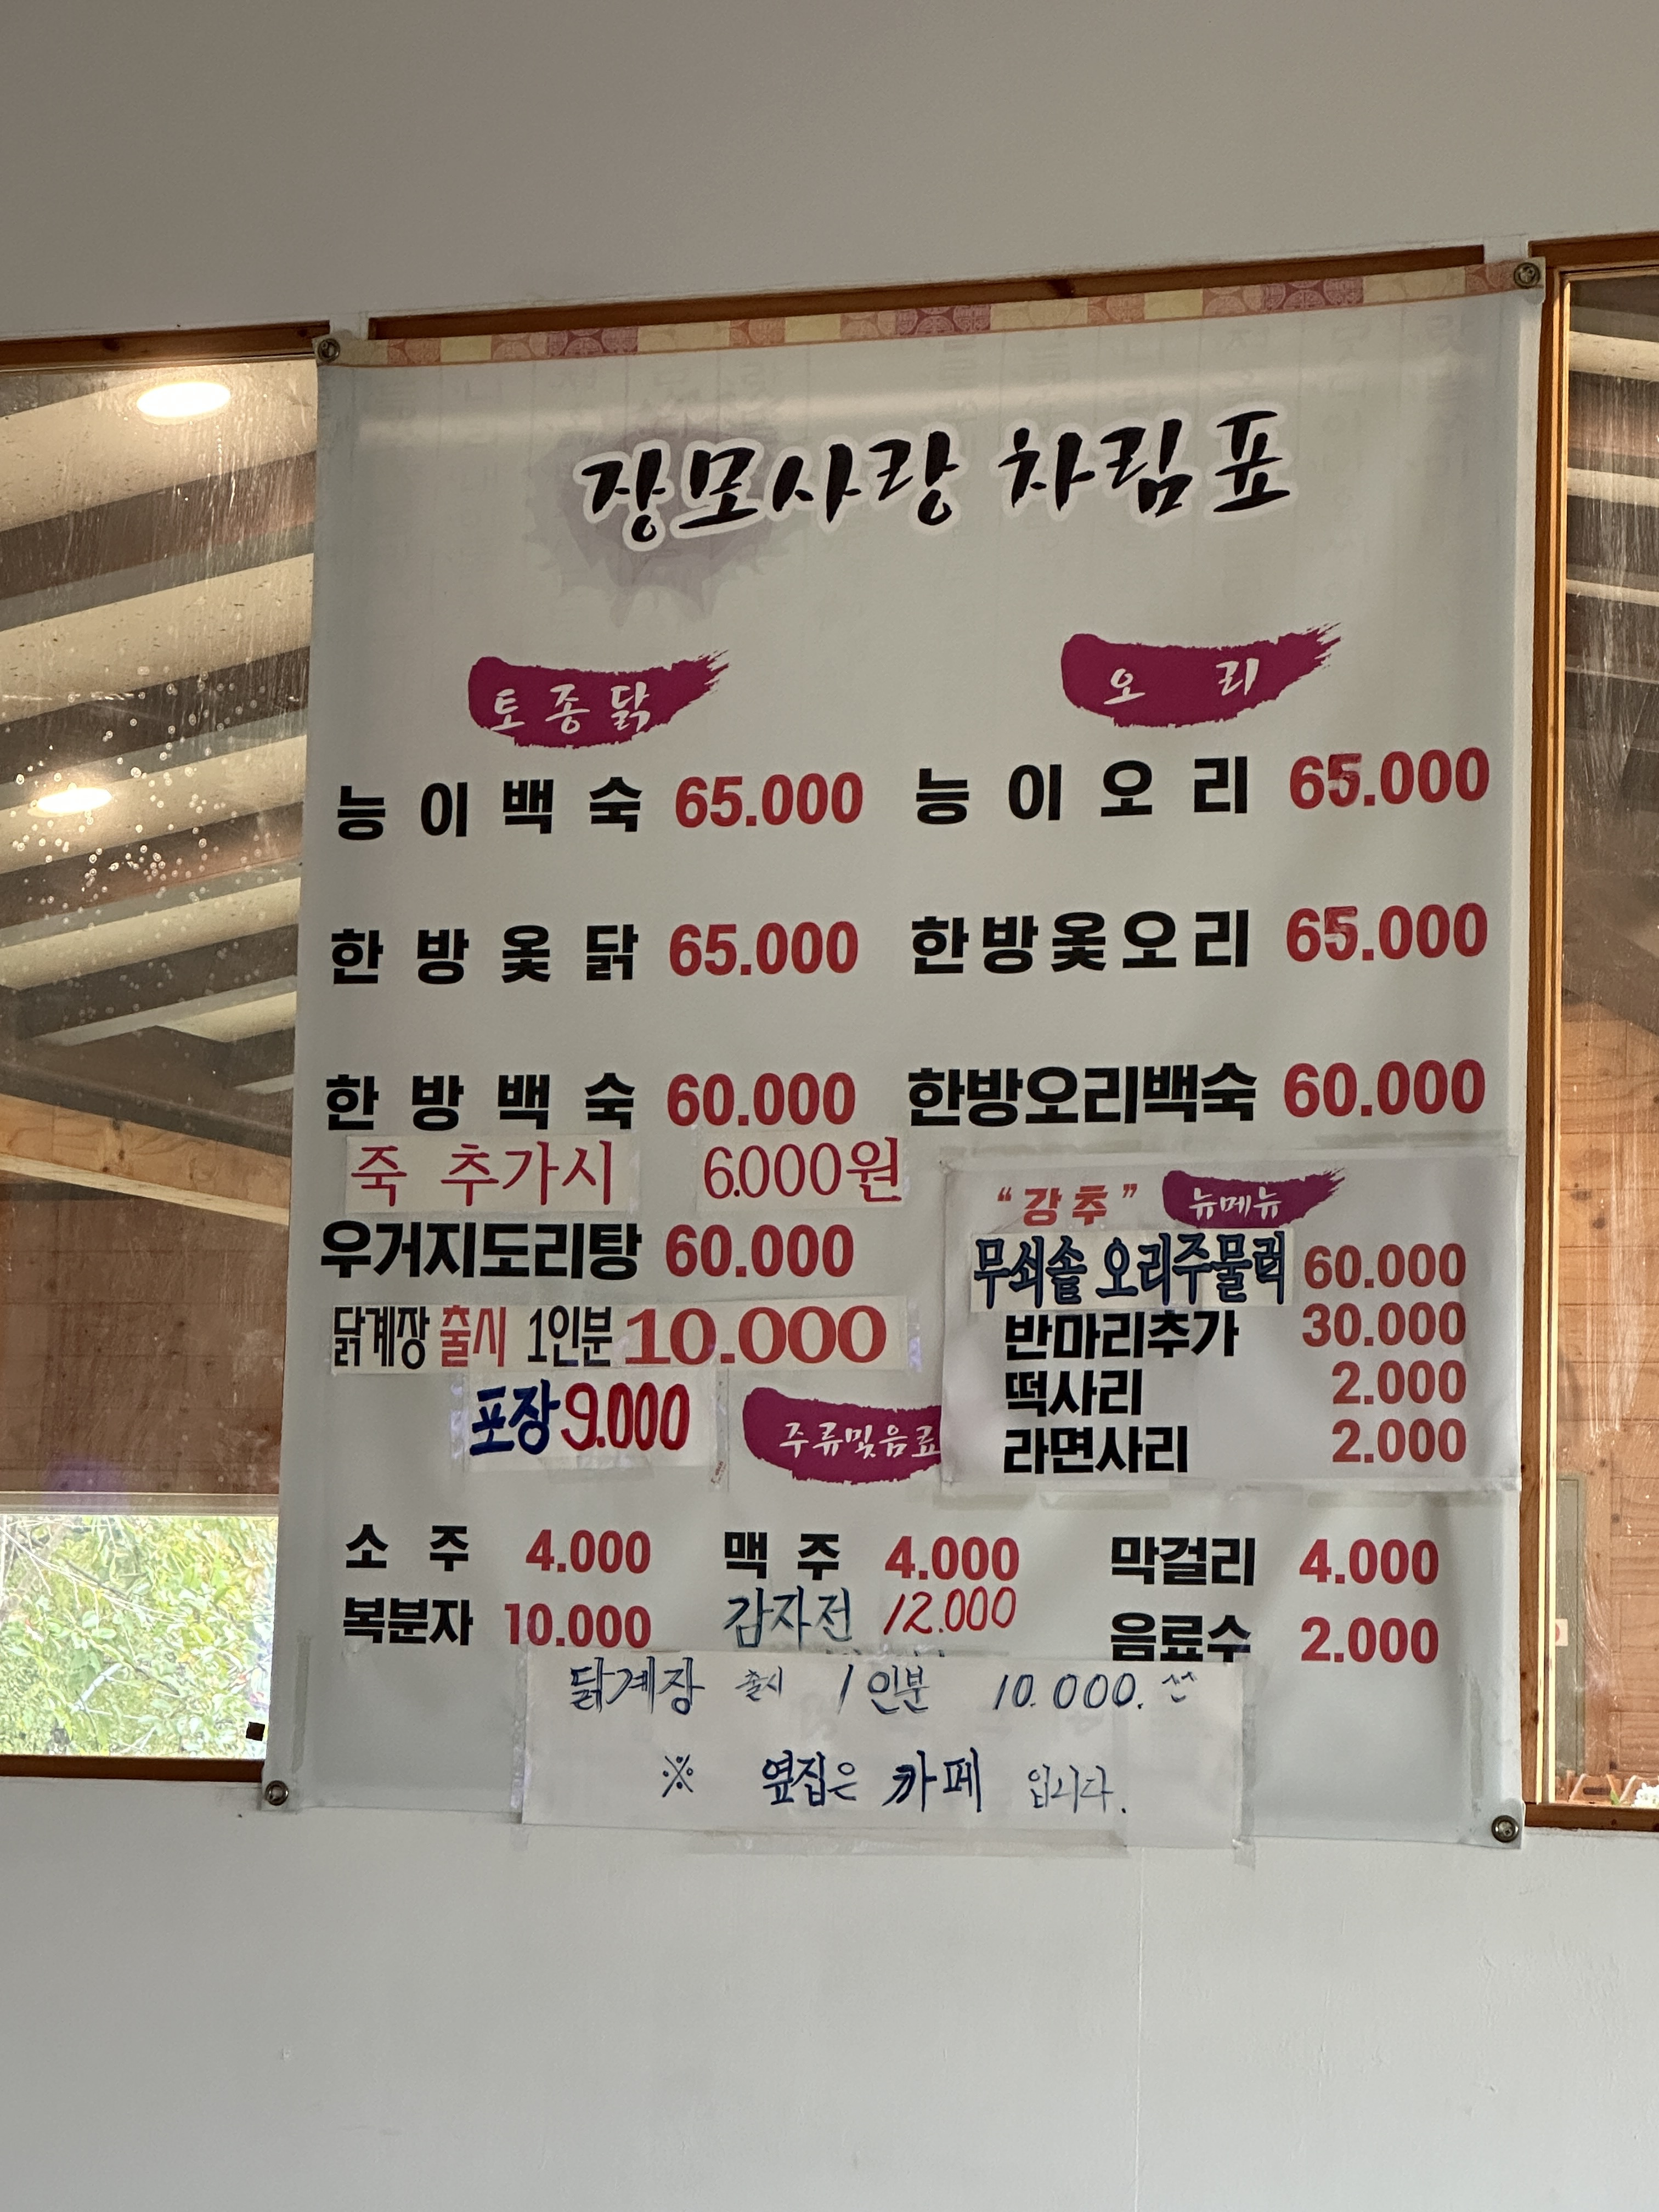 장모사랑 차림표
토종닭
능이백숙 65.000
한방옻닭 65.000
한방백숙 60.000
죽 추가시 6.000원
우거지도리탕 60.000
닭계장 출시 1인분 10.000
포장 9.000
오리
능이오리 65.000
한방옻오리 65.000
한방오리백숙 60.000
"강추" 뉴메뉴
무쇠솥 오리주물럭 60.000
반마리추가 30.000
떡사리 2.000
라면사리 2.000
주류및음료
소주 4.000 맥주 4.000 막걸리 4.000
복분자 10.000 감자전 12.000 음료수 2.000
닭계장 출시 1인분 10.000.
※ 옆집은 카페 입니다.